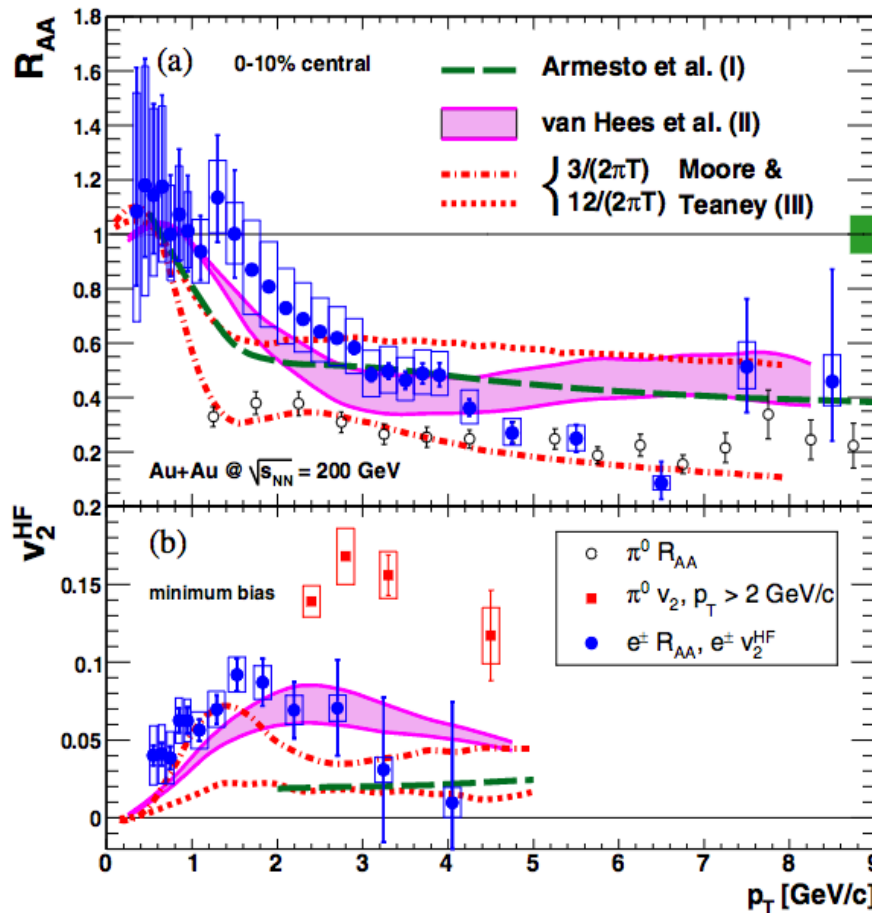 R_AA
1.8
1.6
1.4
1.2
1
0.8
0.6
0.4
0.2
(a)
0-10% central
Armesto et al. (I)
van Hees et al. (II)
3/(2πT) Moore &
12/(2πT) Teaney (III)
Au+Au @ √s_NN = 200 GeV
v_2^HF
0.2
0.15
0.1
0.05
0
(b)
minimum bias
π⁰ R_AA
π⁰ v_2, p_T > 2 GeV/c
e± R_AA, e± v_2^HF
0 1 2 3 4 5 6 7 8 9
p_T [GeV/c]